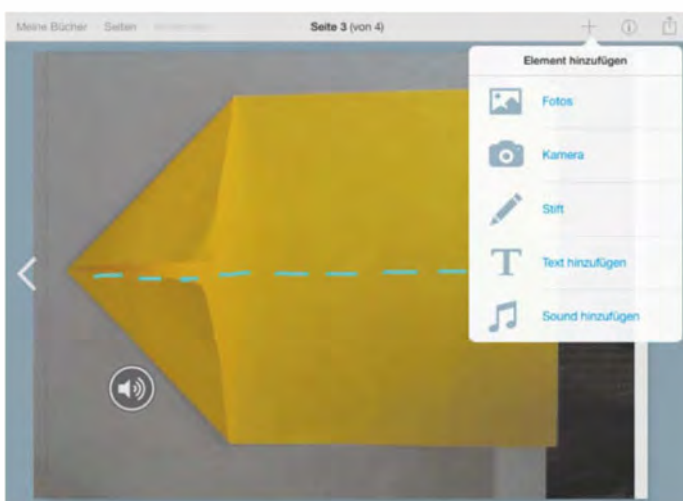 Meine Bücher Seiten Seite 3 (von 4)
Element hinzufügen
Fotos
Kamera
Stift
Text hinzufügen
Sound hinzufügen